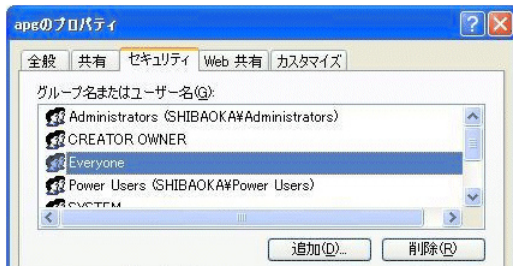 apgのプロパティ
全般 共有 セキュリティ Web 共有 カスタマイズ
グループ名またはユーザー名(G):
Administrators (SHIBAOKA¥Administrators)
CREATOR OWNER
Everyone
Power Users (SHIBAOKA¥Power Users)
SYSTEM
追加(D)... 削除(R)